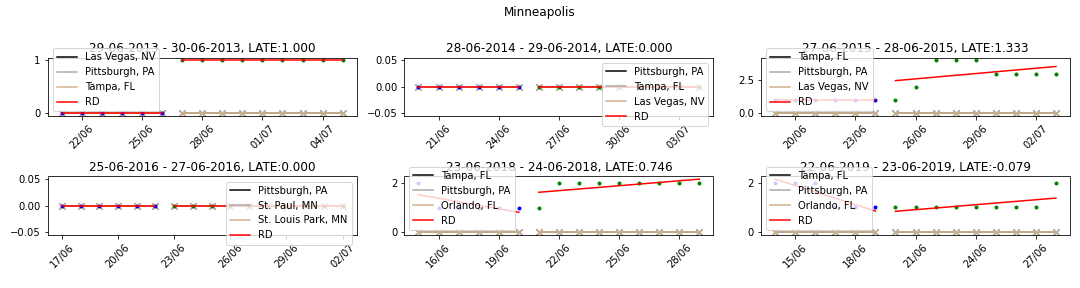 Minneapolis
29-06-2013 - 30-06-2013, LATE:1.000
Las Vegas, NV
Pittsburgh, PA
Tampa, FL
RD
1
0
22/06
25/06
28/06
01/07
04/07
28-06-2014 - 29-06-2014, LATE:0.000
Pittsburgh, PA
Tampa, FL
Las Vegas, NV
RD
0.05
0.00
−0.05
21/06
24/06
27/06
30/06
03/07
27-06-2015 - 28-06-2015, LATE:1.333
Tampa, FL
Pittsburgh, PA
Las Vegas, NV
RD
2.5
0.0
20/06
23/06
26/06
29/06
02/07
25-06-2016 - 27-06-2016, LATE:0.000
Pittsburgh, PA
St. Paul, MN
St. Louis Park, MN
RD
0.05
0.00
−0.05
17/06
20/06
23/06
26/06
29/06
02/07
23-06-2018 - 24-06-2018, LATE:0.746
Tampa, FL
Pittsburgh, PA
Orlando, FL
RD
2
0
16/06
19/06
22/06
25/06
28/06
22-06-2019 - 23-06-2019, LATE:-0.079
Tampa, FL
Pittsburgh, PA
Orlando, FL
RD
2
0
15/06
18/06
21/06
24/06
27/06